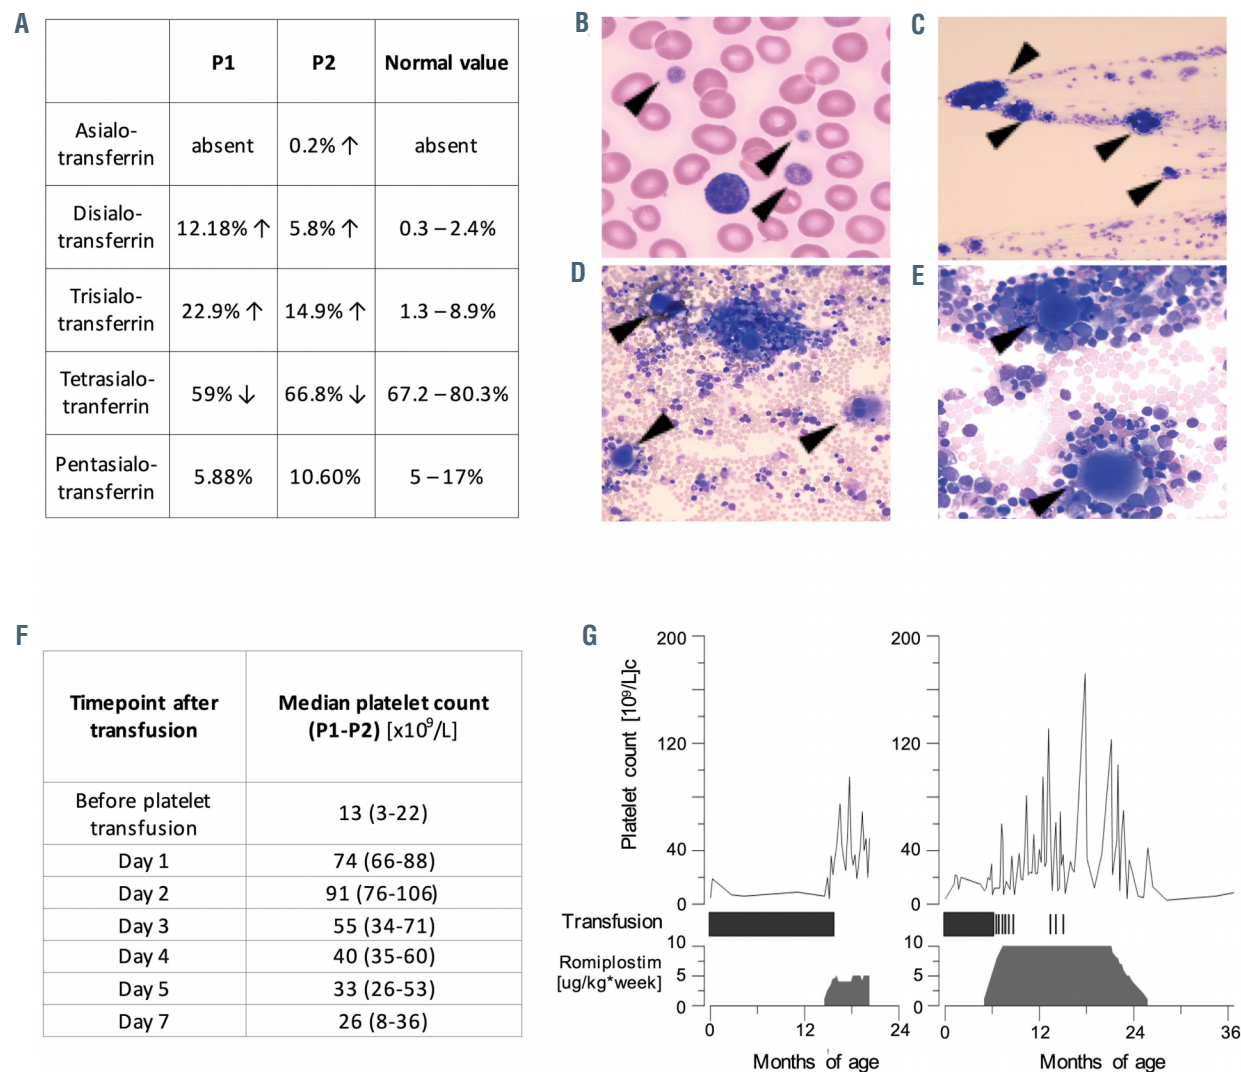 A
P1 P2 Normal value
Asialo-
transferrin
absent 0.2% ↑ absent
Disialo-
transferrin
12.18% ↑ 5.8% ↑ 0.3 – 2.4%
Trisialo-
transferrin
22.9% ↑ 14.9% ↑ 1.3 – 8.9%
Tetrasialo-
tranferrin
59% ↓ 66.8% ↓ 67.2 – 80.3%
Pentasialo-
transferrin
5.88% 10.60% 5 – 17%
B
C
D
E
F
Timepoint after
transfusion
Median platelet count
(P1-P2) [x10⁹/L]
Before platelet
transfusion
13 (3-22)
Day 1 74 (66-88)
Day 2 91 (76-106)
Day 3 55 (34-71)
Day 4 40 (35-60)
Day 5 33 (26-53)
Day 7 26 (8-36)
G
Platelet count [10⁹/L]c
200
120
40
0
200
120
40
0
Transfusion
Romiplostim
[ug/kg*week]
10
5
0
10
5
0
0 12 24
Months of age
0 12 24 36
Months of age